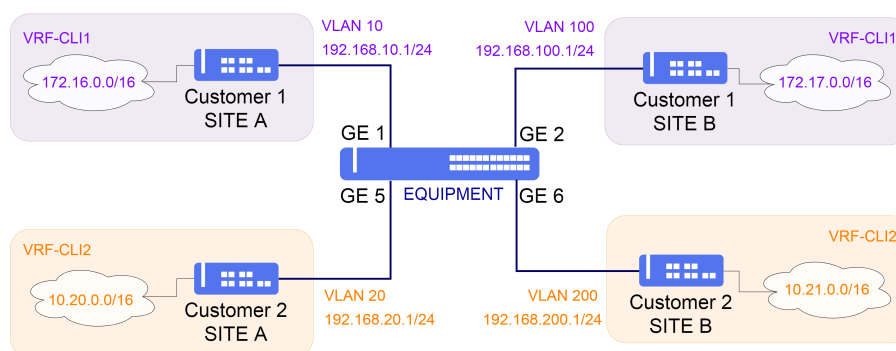 VRF-CLI1
172.16.0.0/16
Customer 1
SITE A
VLAN 10
192.168.10.1/24
VLAN 100
192.168.100.1/24
VRF-CLI1
172.17.0.0/16
Customer 1
SITE B
GE 1
GE 2
GE 5
EQUIPMENT
GE 6
VRF-CLI2
10.20.0.0/16
Customer 2
SITE A
VLAN 20
192.168.20.1/24
VLAN 200
192.168.200.1/24
VRF-CLI2
10.21.0.0/16
Customer 2
SITE B